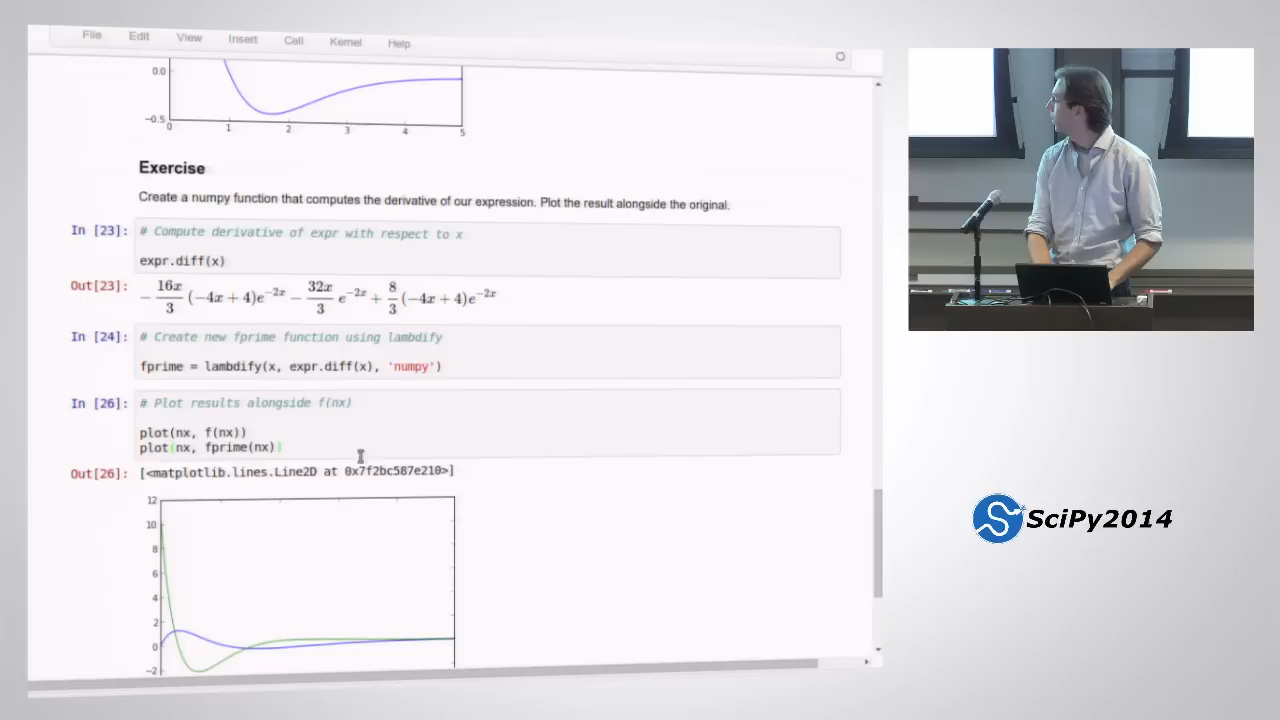 File Edit View Insert Cell Kernel Help
0.0
−0.5
0 1 2 3 4 5
Exercise
Create a numpy function that computes the derivative of our expression. Plot the result alongside the original.
In [23]: # Compute derivative of expr with respect to x
expr.diff(x)
Out[23]: −16x/3 (−4x + 4)e^−2x − 32x/3 e^−2x + 8/3 (−4x + 4)e^−2x
In [24]: # Create new fprime function using lambdify
fprime = lambdify(x, expr.diff(x), 'numpy')
In [26]: # Plot results alongside f(nx)
plot(nx, f(nx))
plot(nx, fprime(nx))
Out[26]: [<matplotlib.lines.Line2D at 0x7f2bc587e210>]
12
10
8
6
4
2
0
−2
SciPy2014